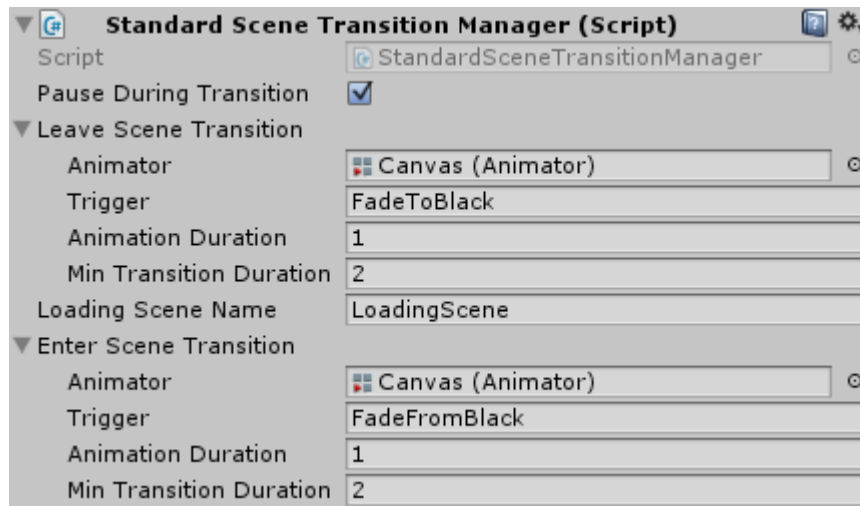 Standard Scene Transition Manager (Script)
Script StandardSceneTransitionManager
Pause During Transition
Leave Scene Transition
Animator Canvas (Animator)
Trigger FadeToBlack
Animation Duration 1
Min Transition Duration 2
Loading Scene Name LoadingScene
Enter Scene Transition
Animator Canvas (Animator)
Trigger FadeFromBlack
Animation Duration 1
Min Transition Duration 2